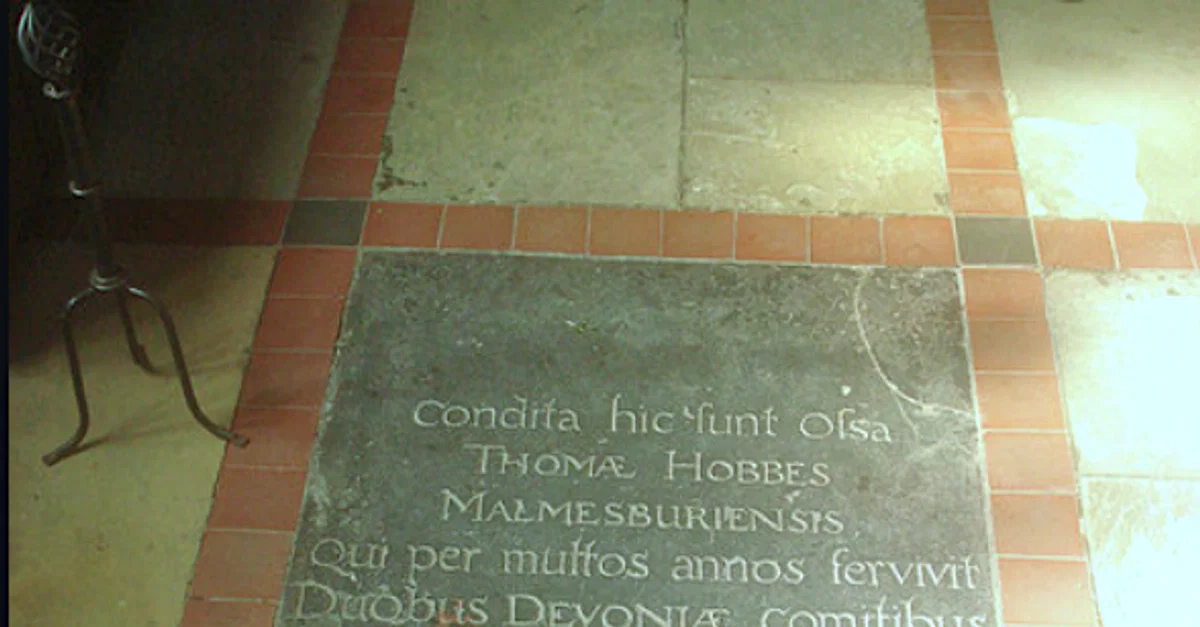 Condita hic ſunt Oſsa
THOMÆ HOBBES
MALMESBURIENSIS
Qui per multos annos ſervivit
Duobus DEVONIÆ comitibus